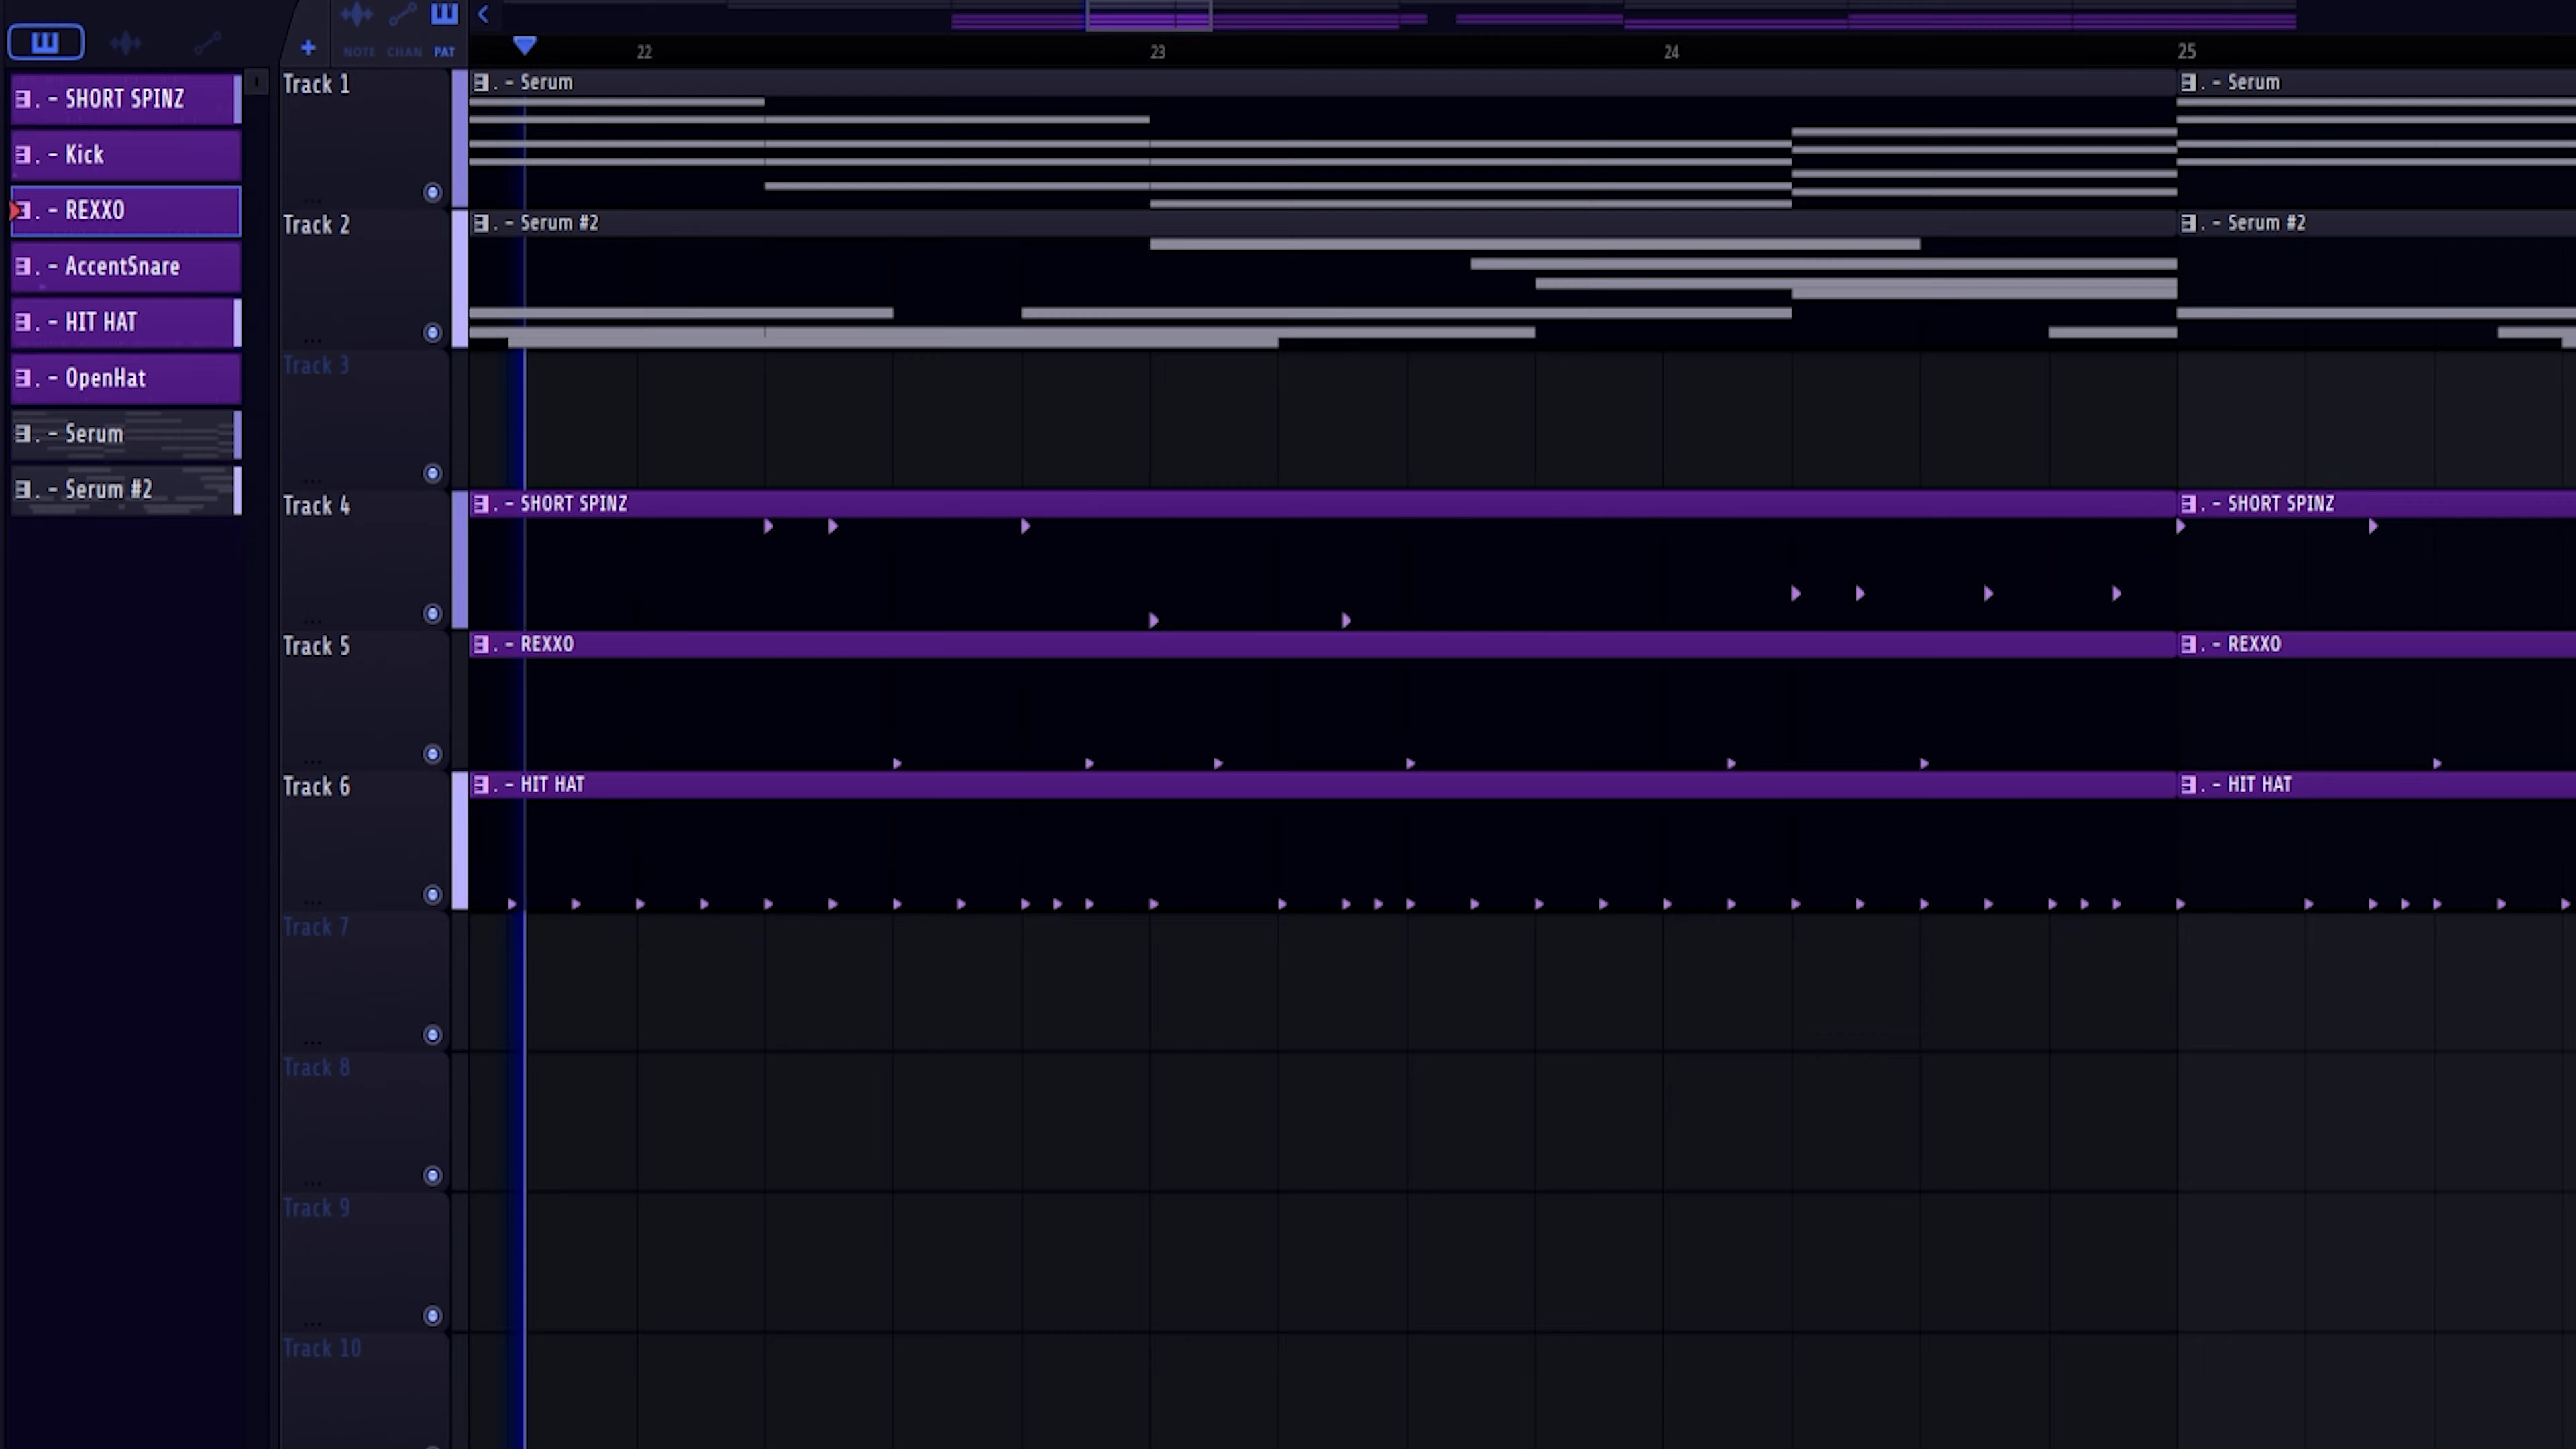 NOTE CHAN PAT
22 23 24 25
. - SHORT SPINZ
. - Kick
. - REXXO
. - AccentSnare
. - HIT HAT
. - OpenHat
. - Serum
. - Serum #2
Track 1
. - Serum
. - Serum
Track 2
. - Serum #2
. - Serum #2
Track 3
Track 4
. - SHORT SPINZ
. - SHORT SPINZ
Track 5
. - REXXO
. - REXXO
Track 6
. - HIT HAT
. - HIT HAT
Track 7
Track 8
Track 9
Track 10